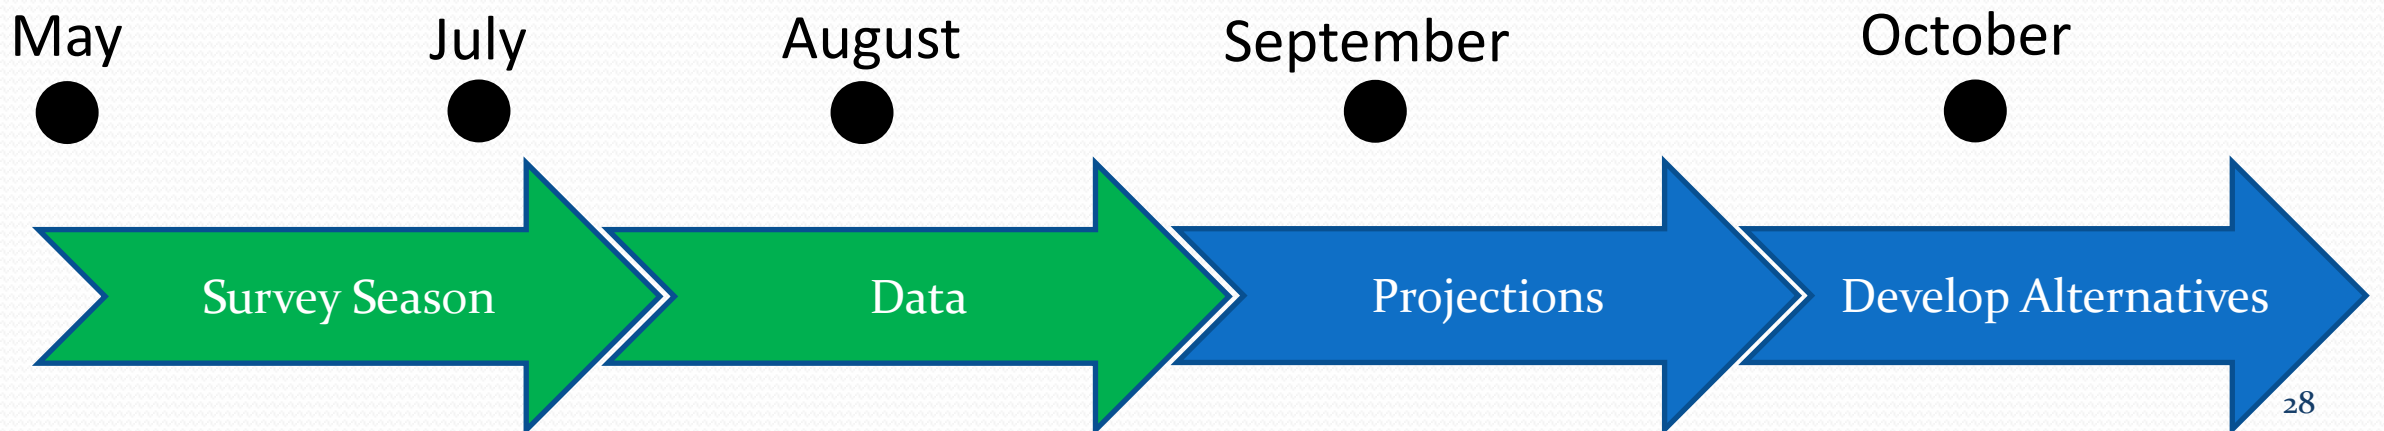 May
July
August
September
October
Survey Season
Data
Projections
Develop Alternatives
28